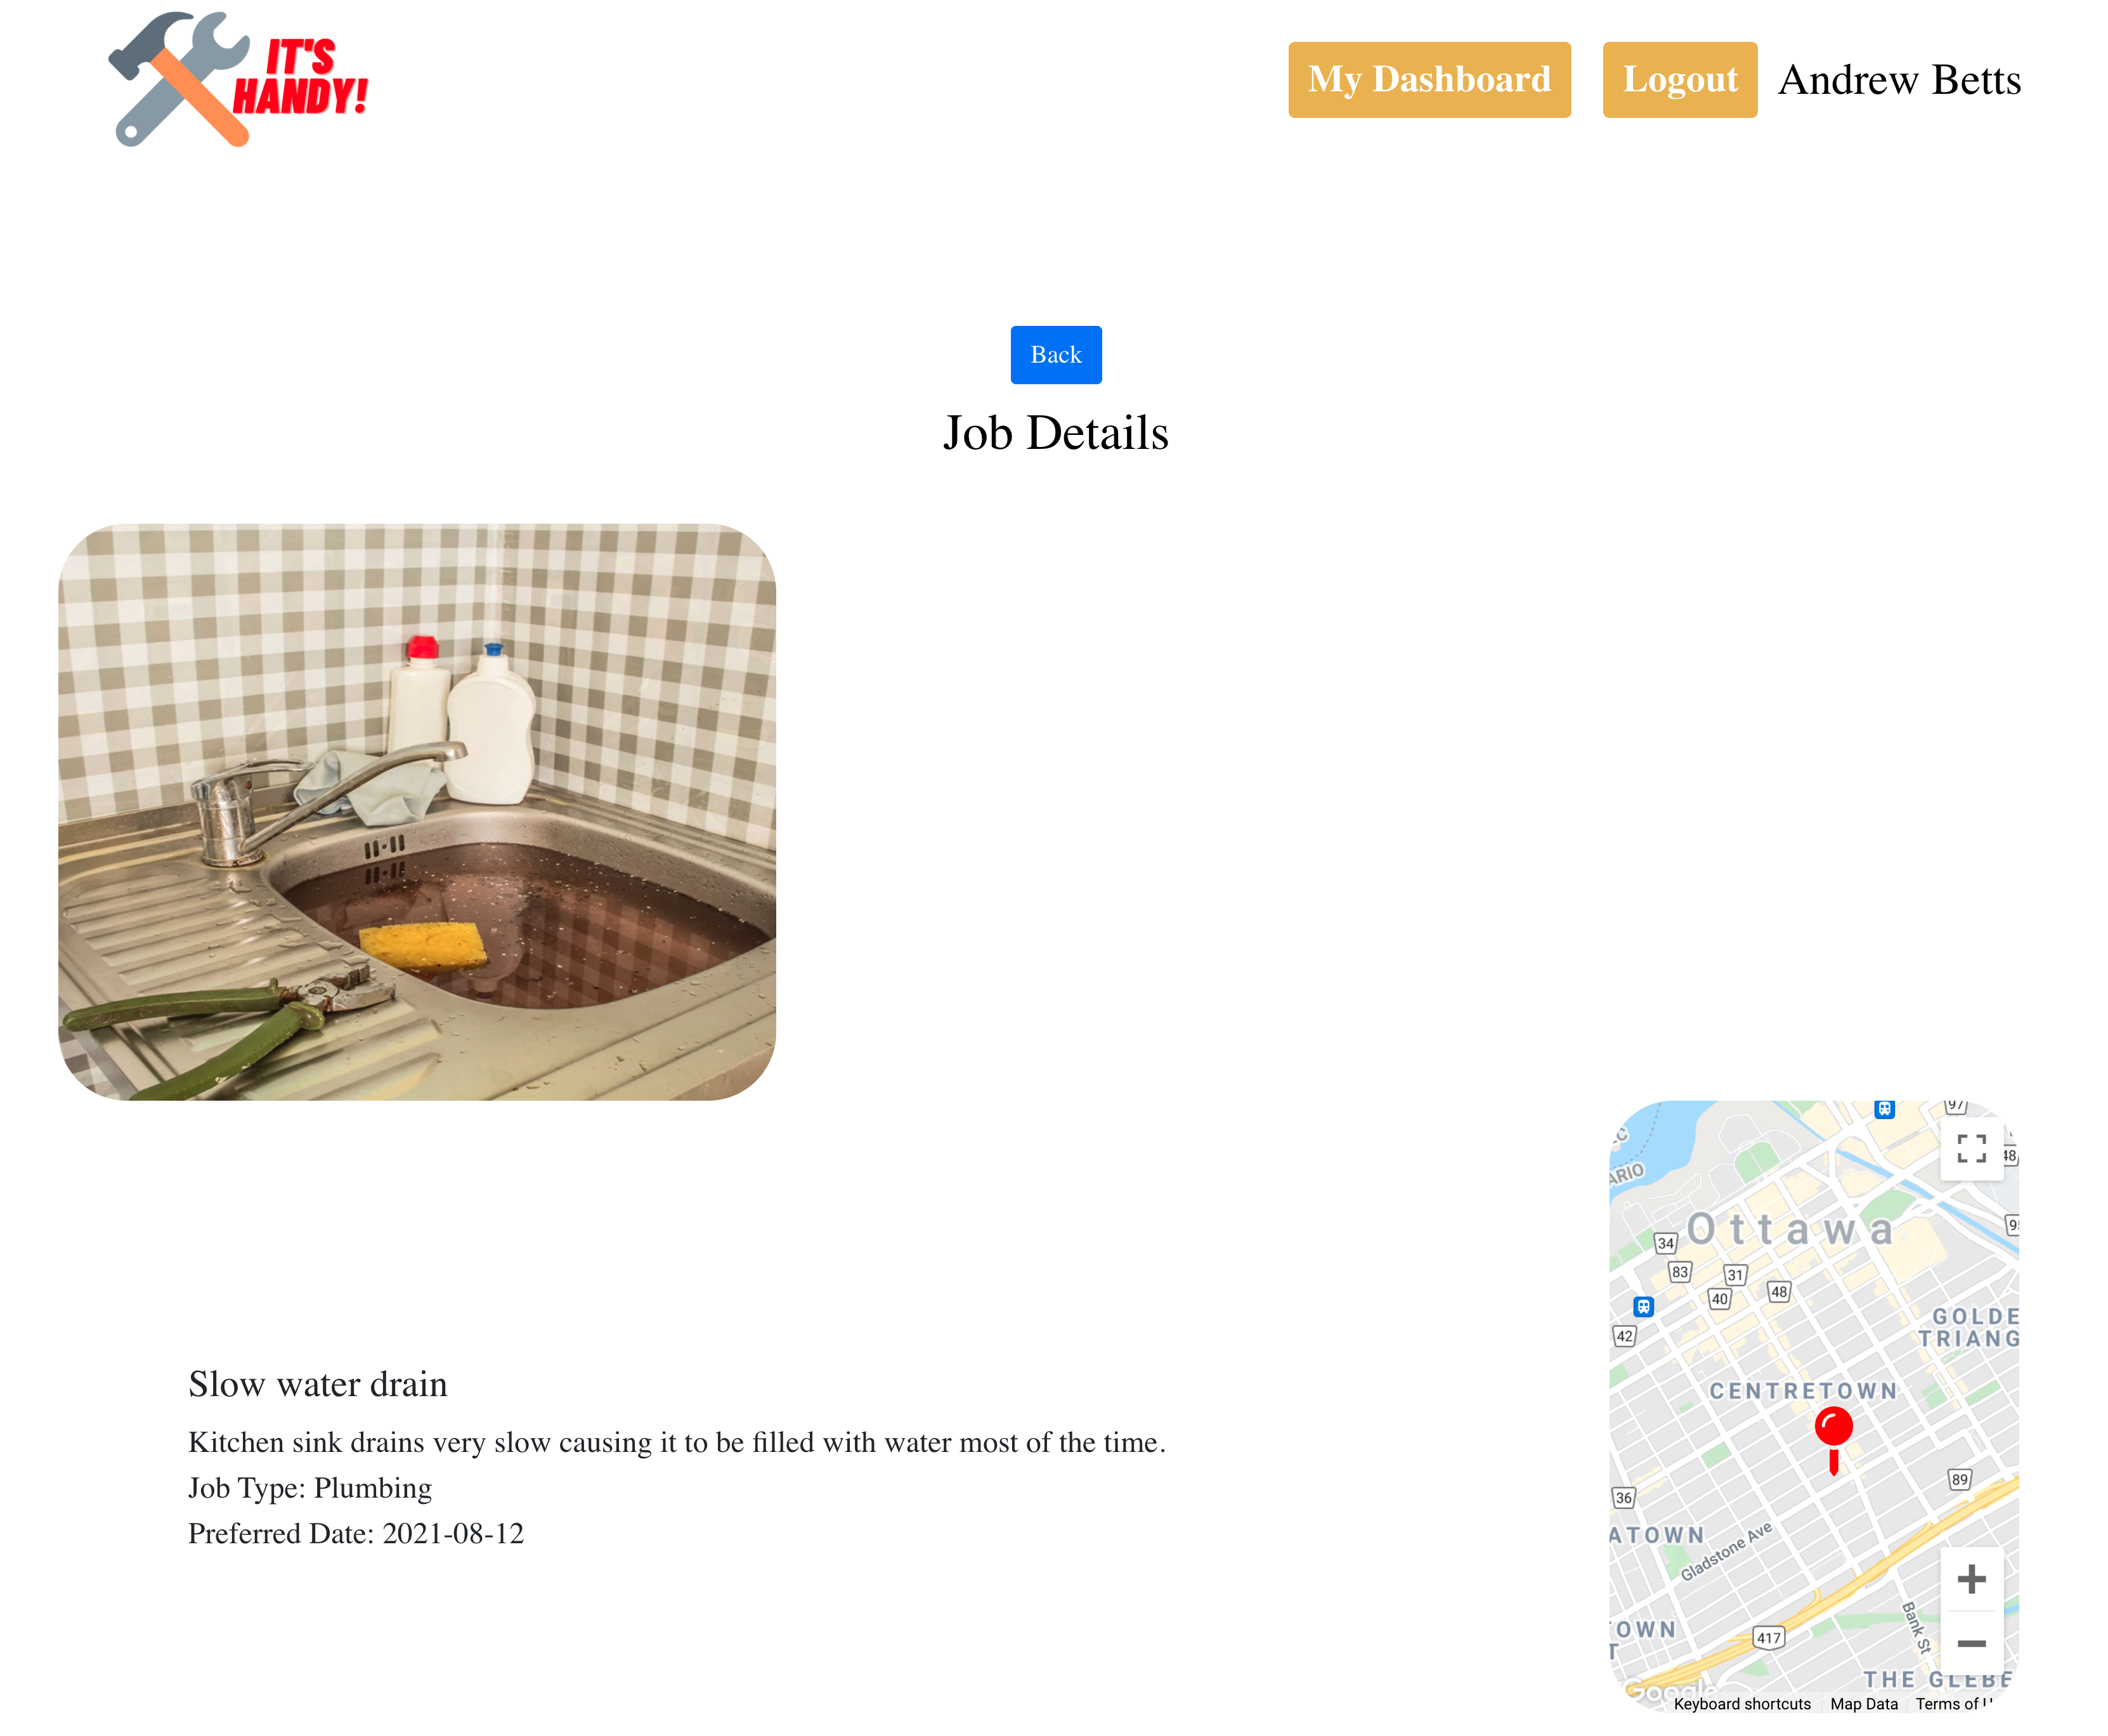 IT'S
HANDY!
My Dashboard
Logout
Andrew Betts
Back
Job Details
Slow water drain
Kitchen sink drains very slow causing it to be filled with water most of the time.
Job Type: Plumbing
Preferred Date: 2021-08-12
97
48
ARIO
Ottawa
34
83
31
40
48
42
GOLDE
TRIANG
CENTRETOWN
89
36
ATOWN
Gladstone Ave
Bank St
OWN
T
417
THE GLEBE
Google
Keyboard shortcuts
Map Data
Terms of